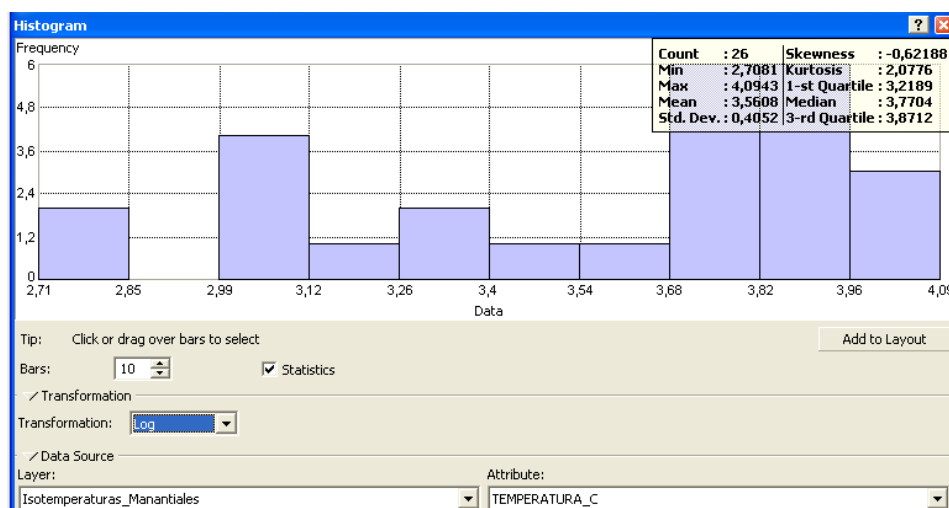 Histogram
Frequency
Count : 26 Skewness : -0,62188
Min : 2,7081 Kurtosis : 2,0776
Max : 4,0943 1-st Quartile : 3,2189
Mean : 3,5608 Median : 3,7704
Std. Dev. : 0,4052 3-rd Quartile : 3,8712
6
4,8
3,6
2,4
1,2
0
2,71 2,85 2,99 3,12 3,26 3,4 3,54 3,68 3,82 3,96 4,09
Data
Tip: Click or drag over bars to select Add to Layout
Bars: 10 Statistics
Transformation
Transformation: Log
Data Source
Layer: Attribute:
Isotemperaturas_Manantiales TEMPERATURA_C